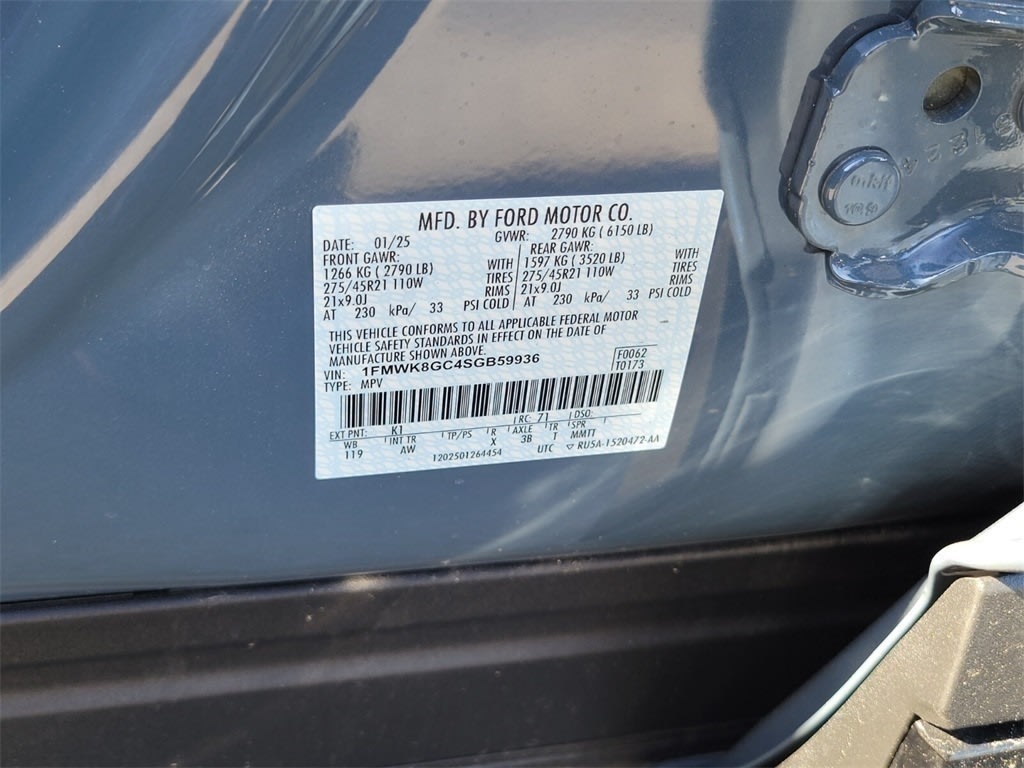 MFD. BY FORD MOTOR CO.
DATE: 01/25 GVWR: 2790 KG ( 6150 LB)
FRONT GAWR: REAR GAWR:
1266 KG ( 2790 LB) WITH 1597 KG ( 3520 LB) WITH
275/45R21 110W TIRES 275/45R21 110W TIRES
21x9.0J RIMS 21x9.0J RIMS
AT 230 kPa/ 33 PSI COLD AT 230 kPa/ 33 PSI COLD
THIS VEHICLE CONFORMS TO ALL APPLICABLE FEDERAL MOTOR
VEHICLE SAFETY STANDARDS IN EFFECT ON THE DATE OF
MANUFACTURE SHOWN ABOVE.
VIN: 1FMWK8GC4SGB59936 F0062
TYPE: MPV T0173
EXT PNT: K1 RC: 71 DSO:
WB INT TR TP/PS R AXLE TR SPR
119 AW X 3B T MMTT
1202501264454 UTC ▽ RU5A-1520472-AA